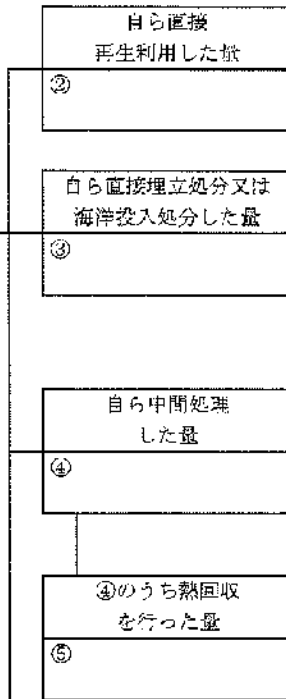 自ら直接
再生利用した量
②
自ら直接埋立処分又は
海洋投入処分した量
③
自ら中間処理
した量
④
④のうち熱回収
を行った量
⑤